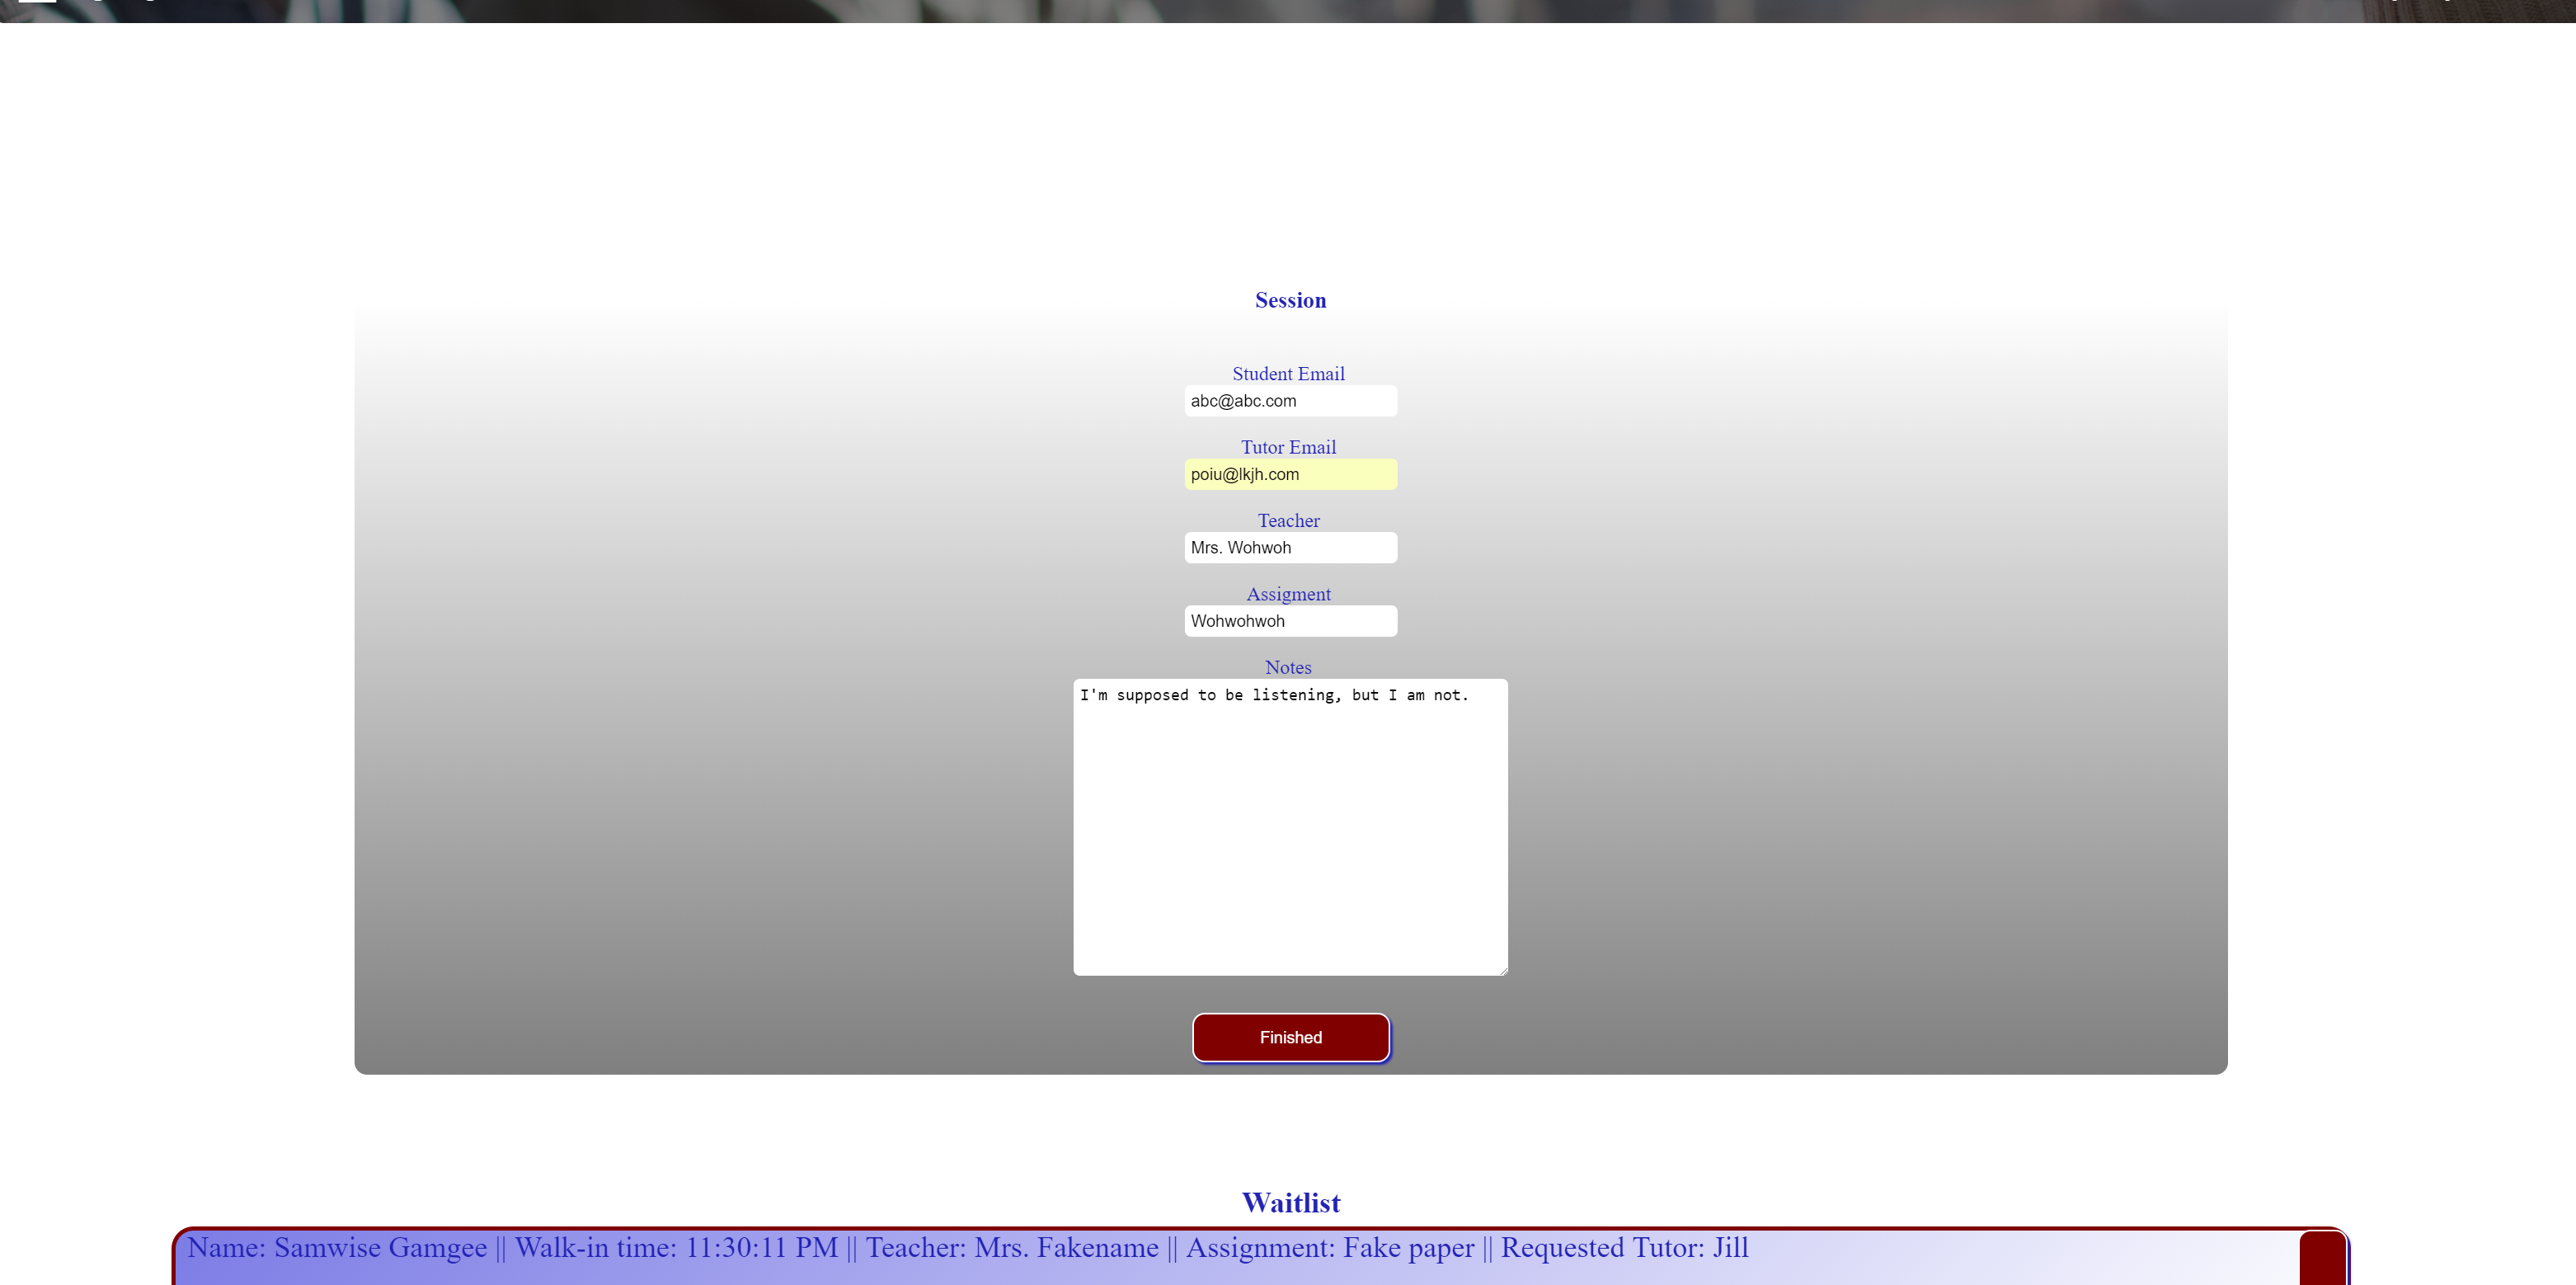 Session
Student Email
abc@abc.com
Tutor Email
poiu@lkjh.com
Teacher
Mrs. Wohwoh
Assigment
Wohwohwoh
Notes
I'm supposed to be listening, but I am not.
Finished
Waitlist
Name: Samwise Gamgee || Walk-in time: 11:30:11 PM || Teacher: Mrs. Fakename || Assignment: Fake paper || Requested Tutor: Jill